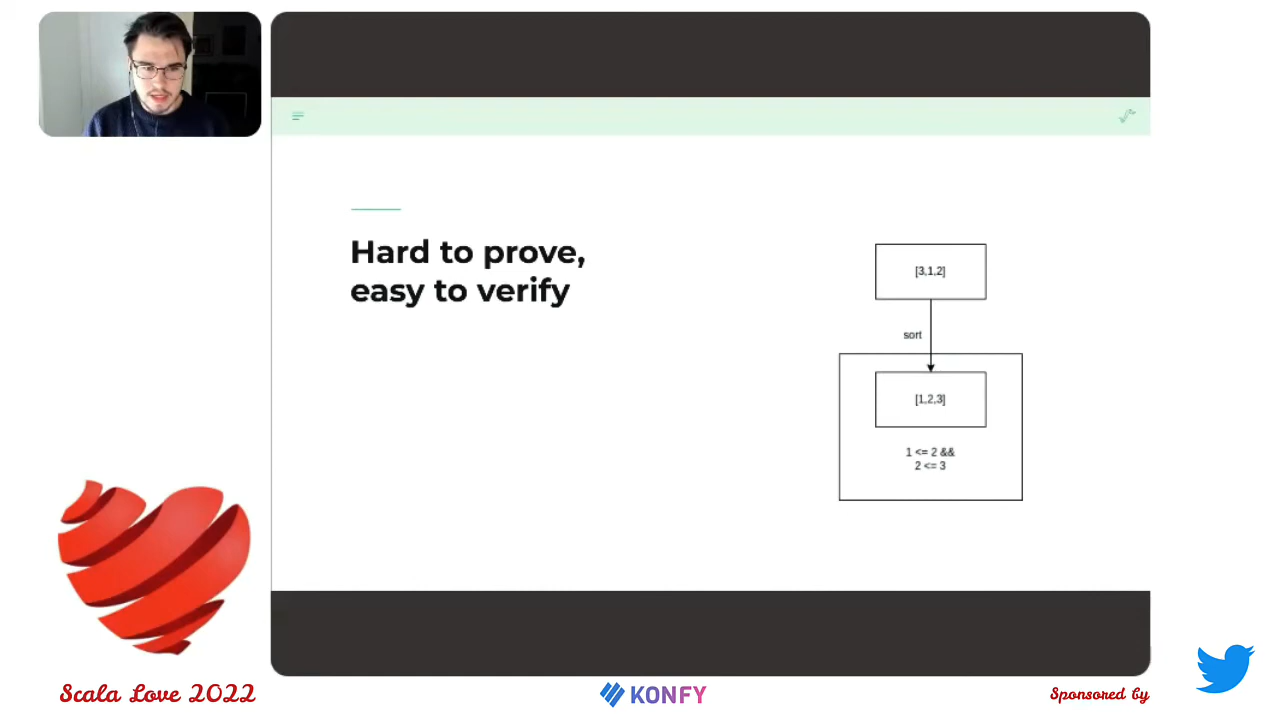 Hard to prove,
easy to verify
[3,1,2]
sort
[1,2,3]
1 <= 2 &&
2 <= 3
Scala Love 2022
KONFY
Sponsored by